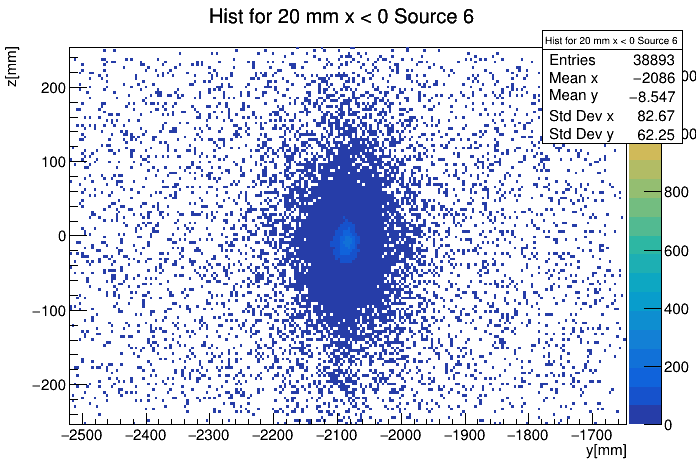 Hist for 20 mm x < 0 Source 6
z[mm]
Hist for 20 mm x < 0 Source 6
Entries 38893
Mean x −2086
Mean y −8.547
Std Dev x 82.67
Std Dev y 62.25
200
100
0
−100
−200
800
600
400
200
0
−2500 −2400 −2300 −2200 −2100 −2000 −1900 −1800 −1700
y[mm]